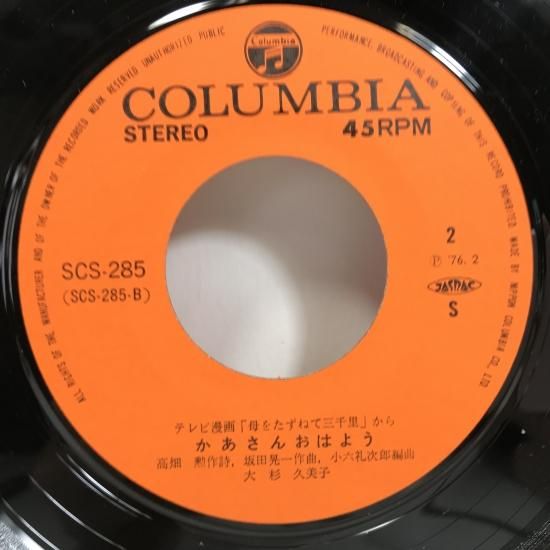 ALL RIGHTS OF THE MANUFACTURER AND OF THE OWNER OF THE RECORDED WORK RESERVED UNAUTHORIZED PUBLIC PERFORMANCE, BROADCASTING AND COPYING OF THIS RECORD PROHIBITED MADE BY NIPPON COLUMBIA CO., LTD.
Columbia
COLUMBIA
STEREO 45RPM
SCS-285
(SCS-285-B)
2
Ⓟ '76. 2
JASRAC
S
テレビ漫画「母をたずねて三千里」から
かあさんおはよう
高畑 勲作詩, 坂田晃一作曲, 小六礼次郎編曲
大杉 久美子